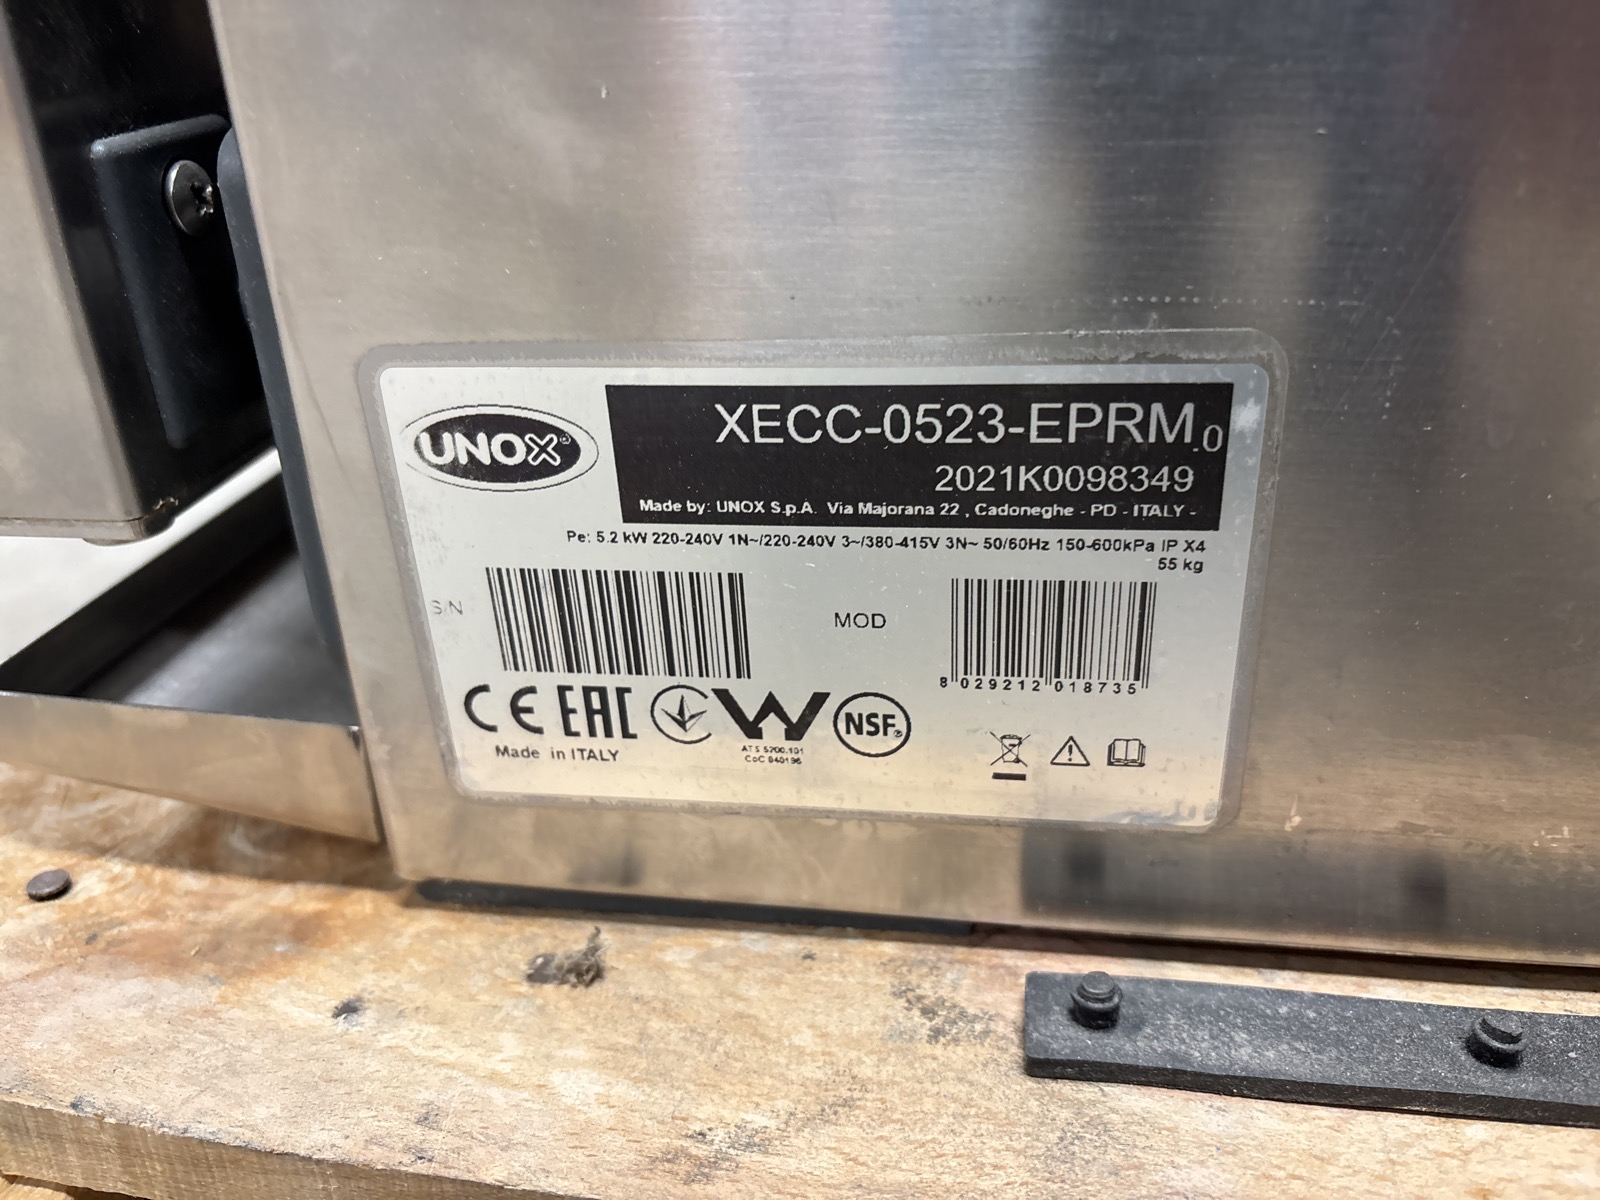 UNOX®
XECC-0523-EPRM.0
2021K0098349
Made by: UNOX S.p.A. Via Majorana 22 , Cadoneghe - PD - ITALY -
Pe: 5.2 kW 220-240V 1N~/220-240V 3~/380-415V 3N~ 50/60Hz 150-600kPa IP X4
55 kg
S/N
MOD
8 029212 018735
CE EAC W NSF®
Made in ITALY
ATS 5200.101
CoC 040196